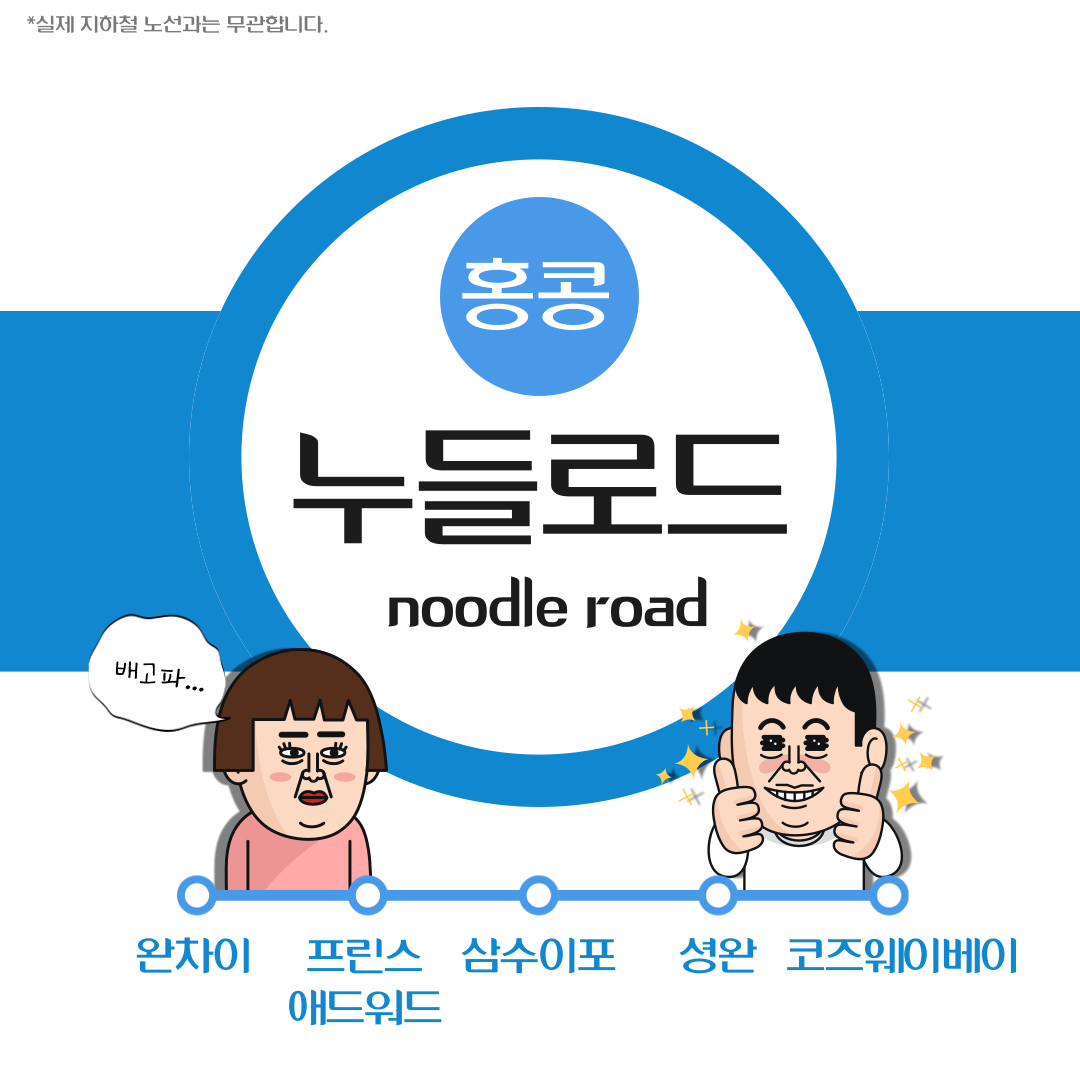 *실제 지하철 노선과는 무관합니다.
홍콩
누들로드
noodle road
배고파...
완차이
프린스
애드워드
삼수이포
셩완
코즈웨이베이